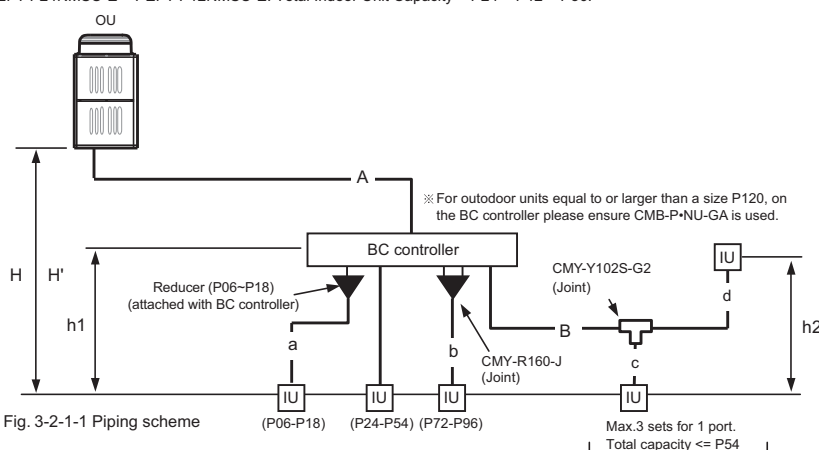 OU
A
※ For outodoor units equal to or larger than a size P120, on
the BC controller please ensure CMB-P•NU-GA is used.
BC controller
H
H'
h1
Reducer (P06~P18)
(attached with BC controller)
CMY-Y102S-G2
(Joint)
IU
d
h2
B
a
b
CMY-R160-J
(Joint)
c
IU
IU
IU
IU
Fig. 3-2-1-1 Piping scheme
(P06-P18)
(P24-P54)
(P72-P96)
Max.3 sets for 1 port.
Total capacity <= P54